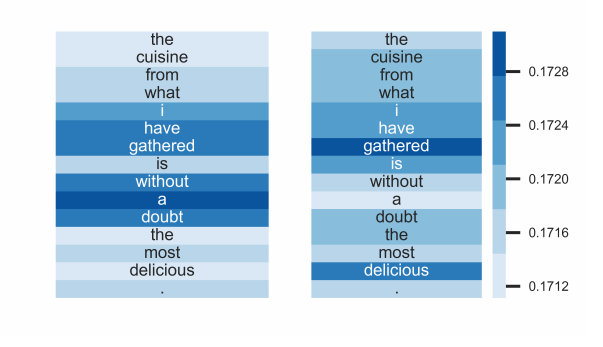 the
cuisine
from
what
i
have
gathered
is
without
a
doubt
the
most
delicious
.
the
cuisine
from
what
i
have
gathered
is
without
a
doubt
the
most
delicious
.
0.1728
0.1724
0.1720
0.1716
0.1712